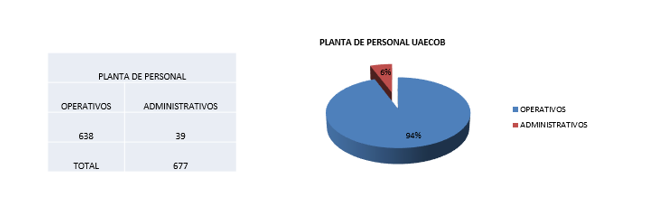 PLANTA DE PERSONAL
OPERATIVOS ADMINISTRATIVOS
638 39
TOTAL 677
PLANTA DE PERSONAL UAECOB
6%
94%
OPERATIVOS
ADMINISTRATIVOS